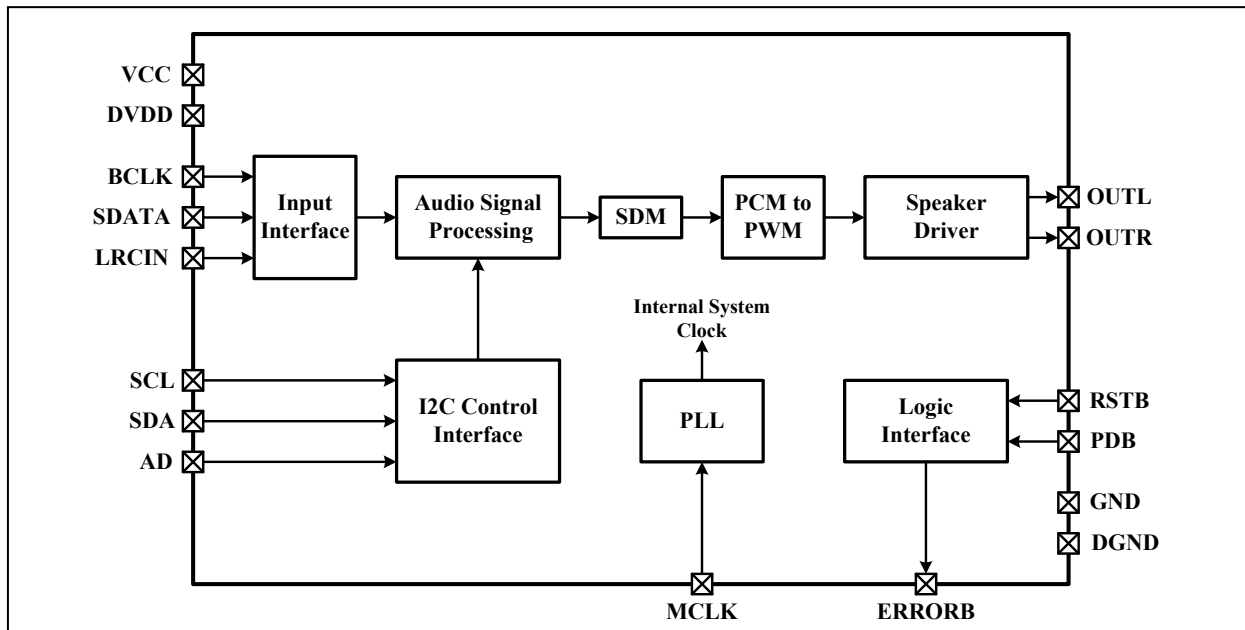 VCC
DVDD
BCLK
SDATA
LRCIN
Input
Interface
Audio Signal
Processing
SDM
PCM to
PWM
Speaker
Driver
OUTL
OUTR
Internal System
Clock
SCL
SDA
AD
I2C Control
Interface
PLL
Logic
Interface
RSTB
PDB
GND
DGND
MCLK
ERRORB